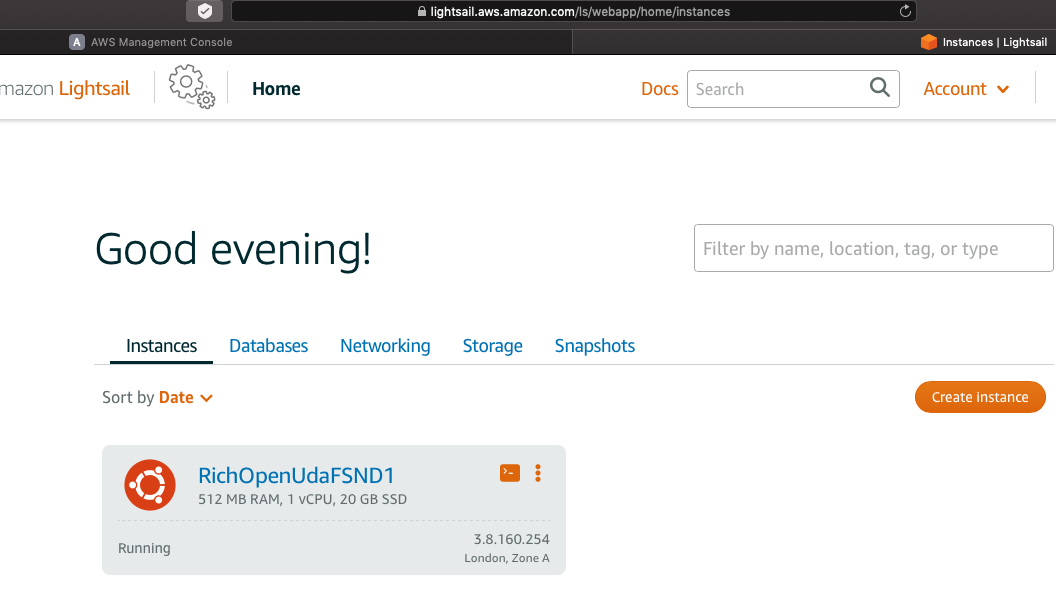 lightsail.aws.amazon.com/ls/webapp/home/instances
A AWS Management Console
Instances | Lightsail
mazon Lightsail
Home
Docs
Search
Account
Good evening!
Filter by name, location, tag, or type
Instances Databases Networking Storage Snapshots
Sort by Date
Create instance
RichOpenUdaFSND1
512 MB RAM, 1 vCPU, 20 GB SSD
Running
3.8.160.254
London, Zone A